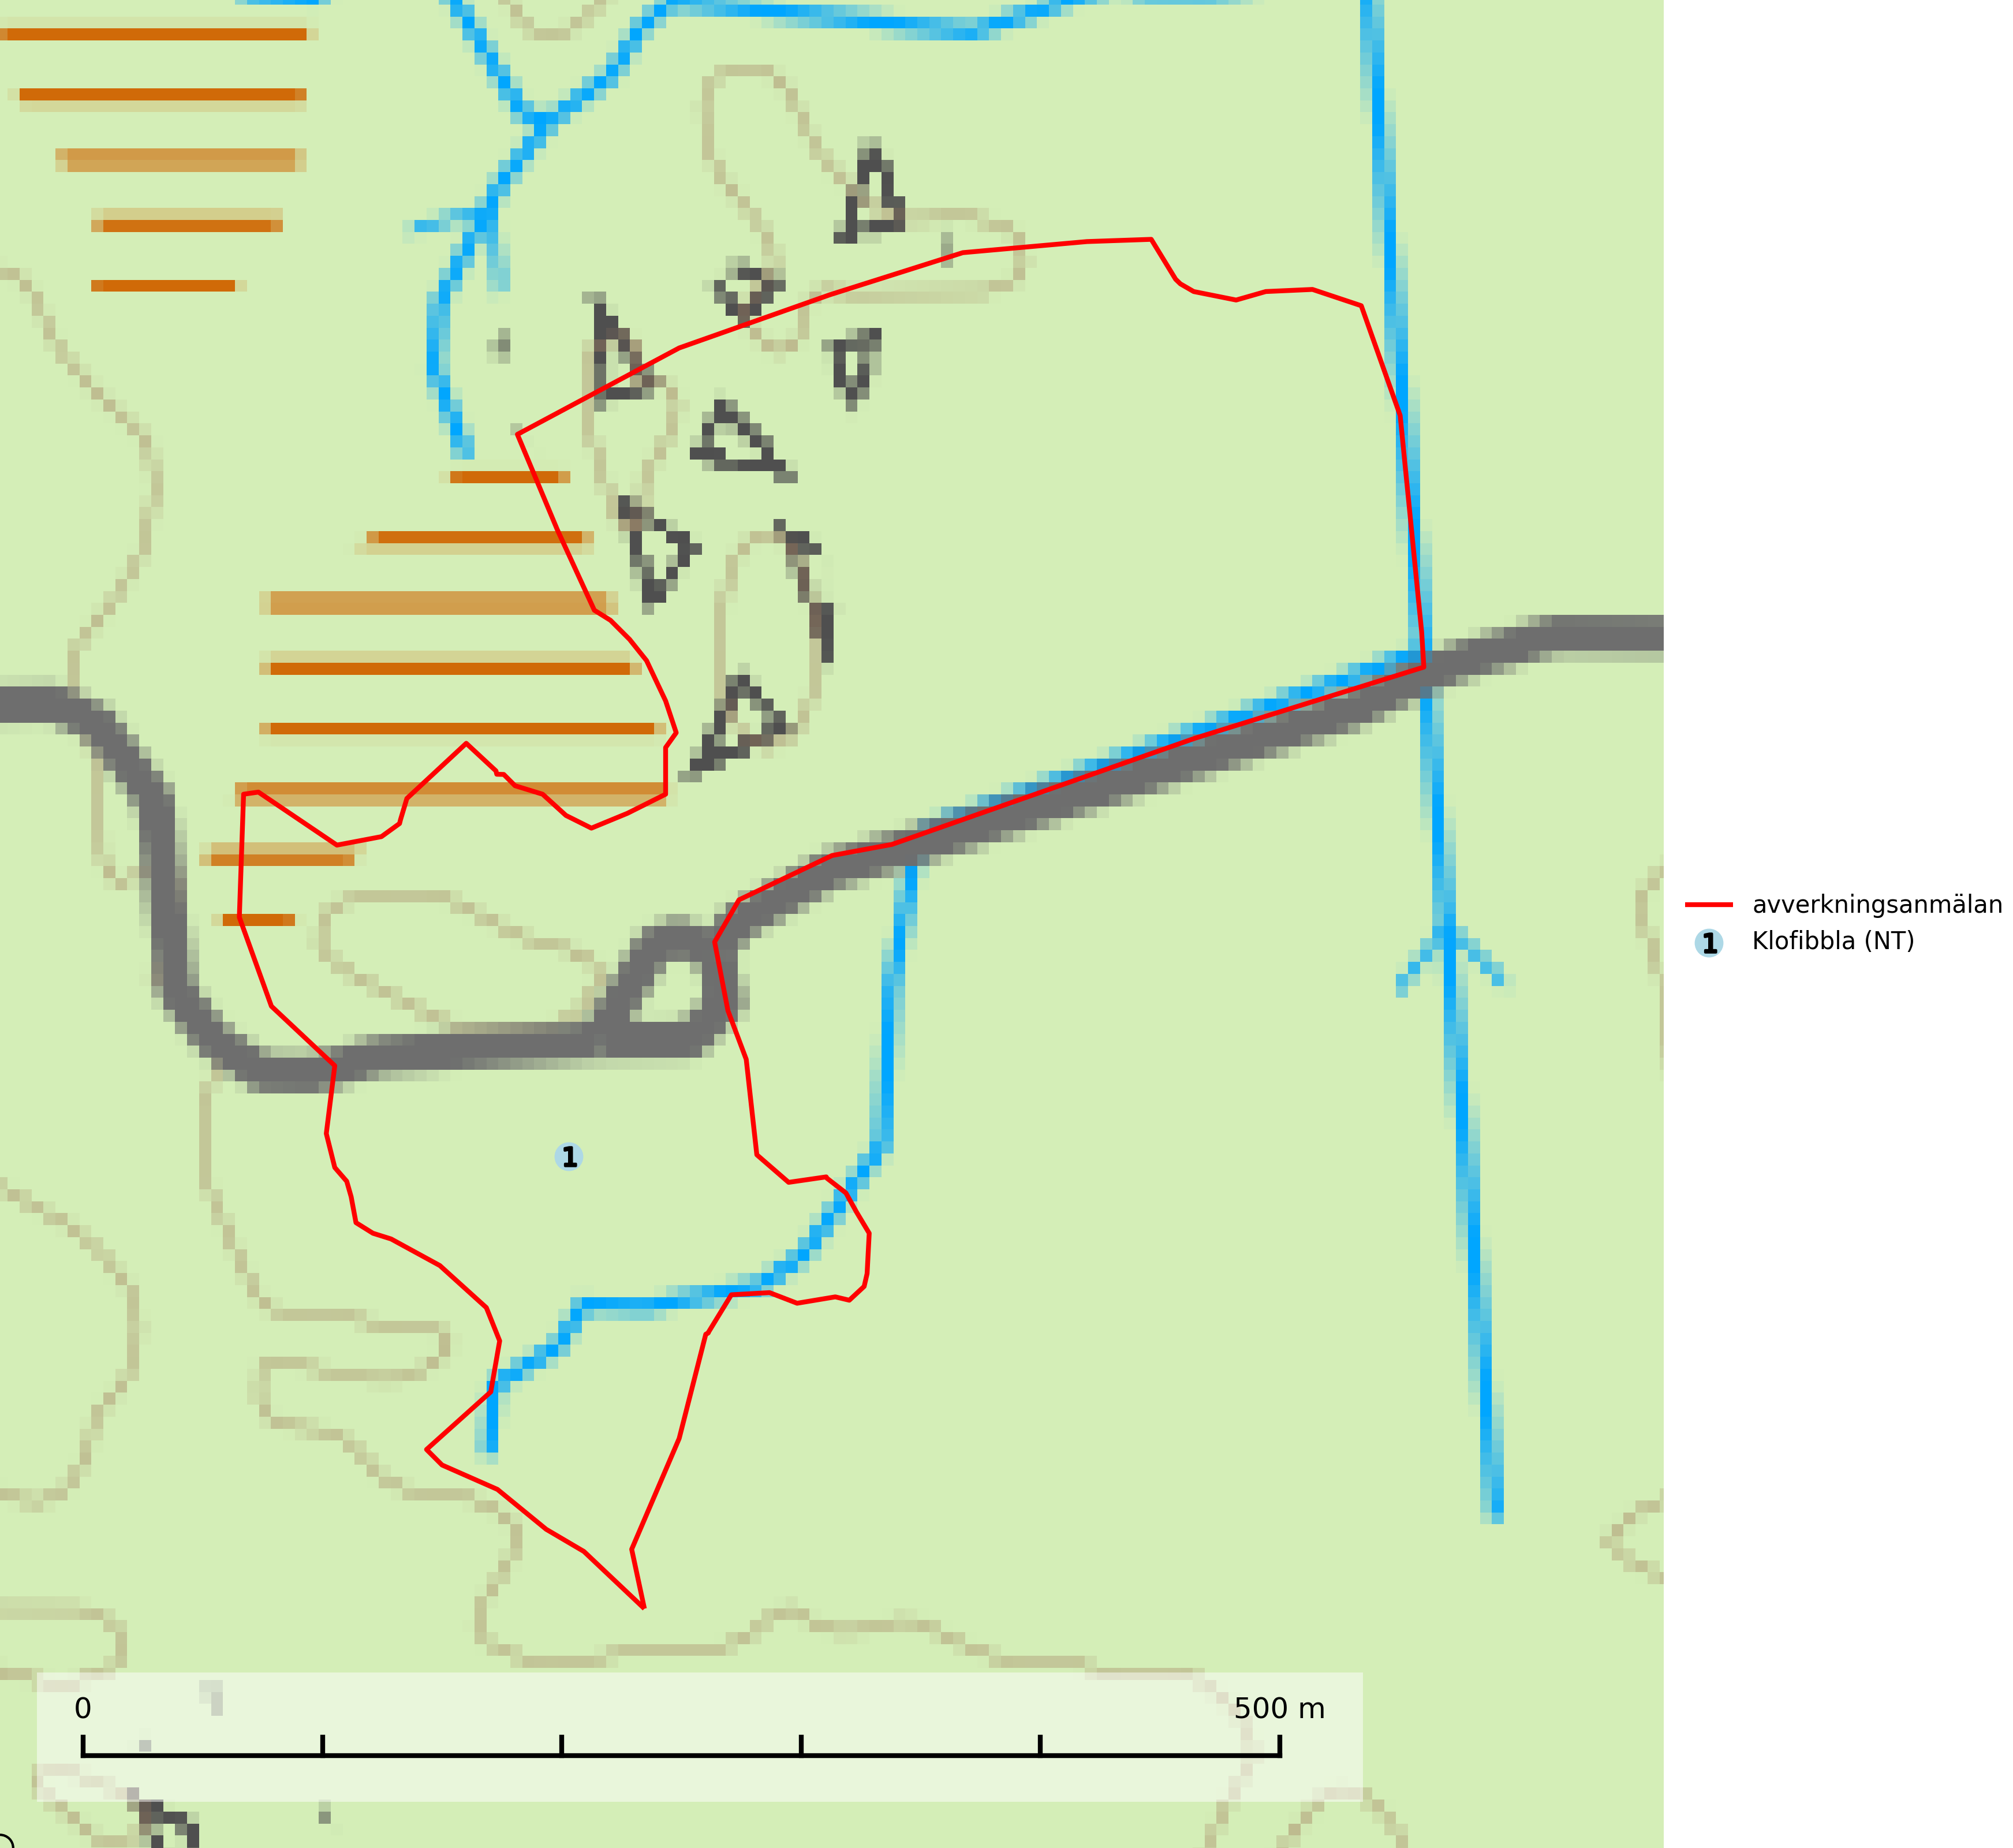 avverkningsanmälan
1 Klofibbla (NT)
1
0 500 m